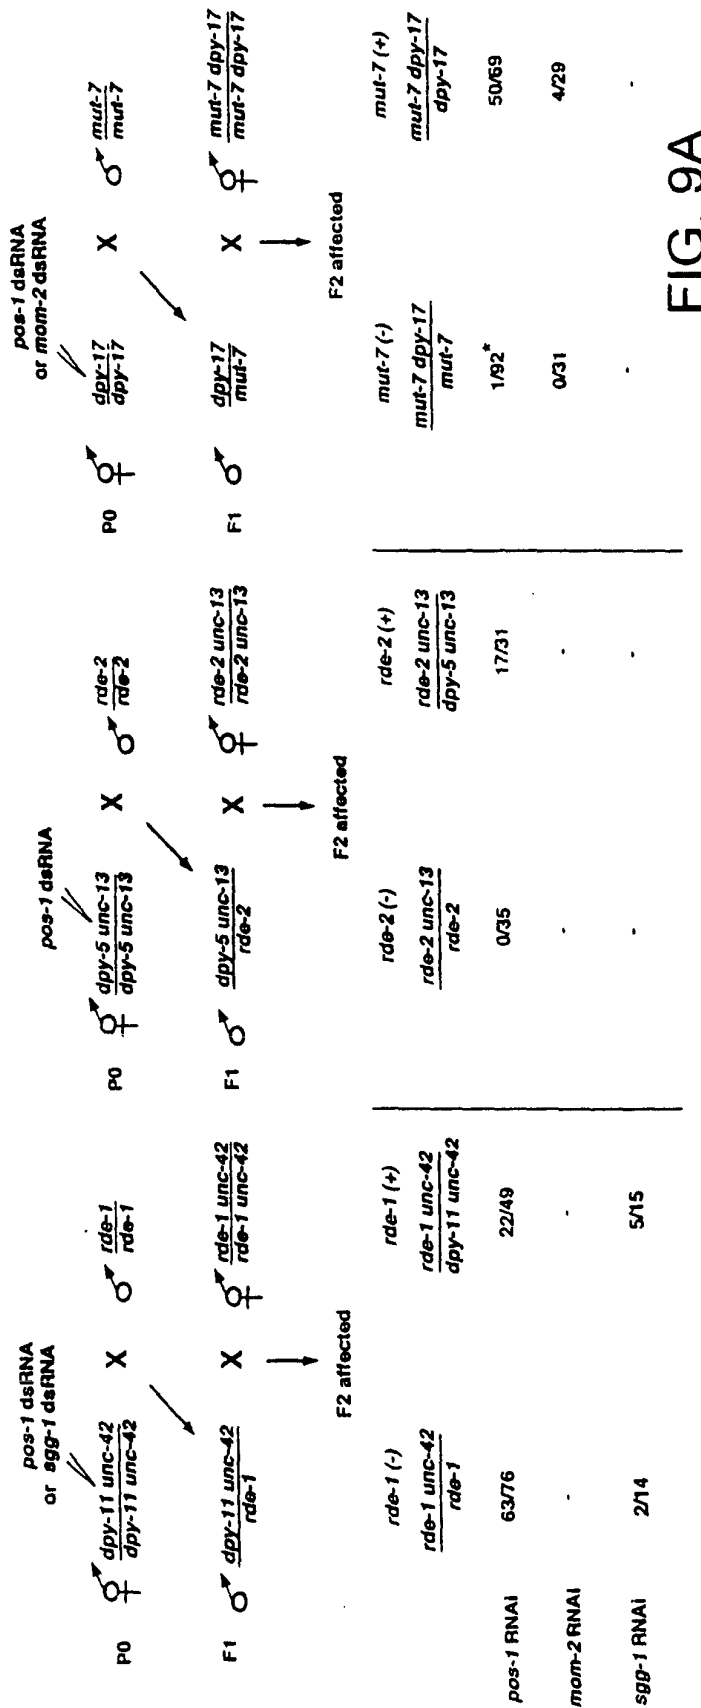 pos-1 dsRNA
or sgg-1 dsRNA
P0 dpy-11 unc-42 X rde-1
dpy-11 unc-42 rde-1
F1 dpy-11 unc-42 X rde-1 unc-42
rde-1 rde-1 unc-42
F2 affected
rde-1 (-) rde-1 (+)
rde-1 unc-42 rde-1 unc-42
rde-1 dpy-11 unc-42
pos-1 RNAi 63/76 22/49
mom-2 RNAi - -
sgg-1 RNAi 2/14 5/15
pos-1 dsRNA
P0 dpy-5 unc-13 X rde-2
dpy-5 unc-13 rde-2
F1 dpy-5 unc-13 X rde-2 unc-13
rde-2 rde-2 unc-13
F2 affected
rde-2 (-) rde-2 (+)
rde-2 unc-13 rde-2 unc-13
rde-2 dpy-5 unc-13
0/35 17/31
- -
- -
pos-1 dsRNA
or mom-2 dsRNA
P0 dpy-17 X mut-7
dpy-17 mut-7
F1 dpy-17 X mut-7 dpy-17
mut-7 mut-7 dpy-17
F2 affected
mut-7 (-) mut-7 (+)
mut-7 dpy-17 mut-7 dpy-17
mut-7 dpy-17
1/92* 50/69
0/31 4/29
- -
FIG. 9A